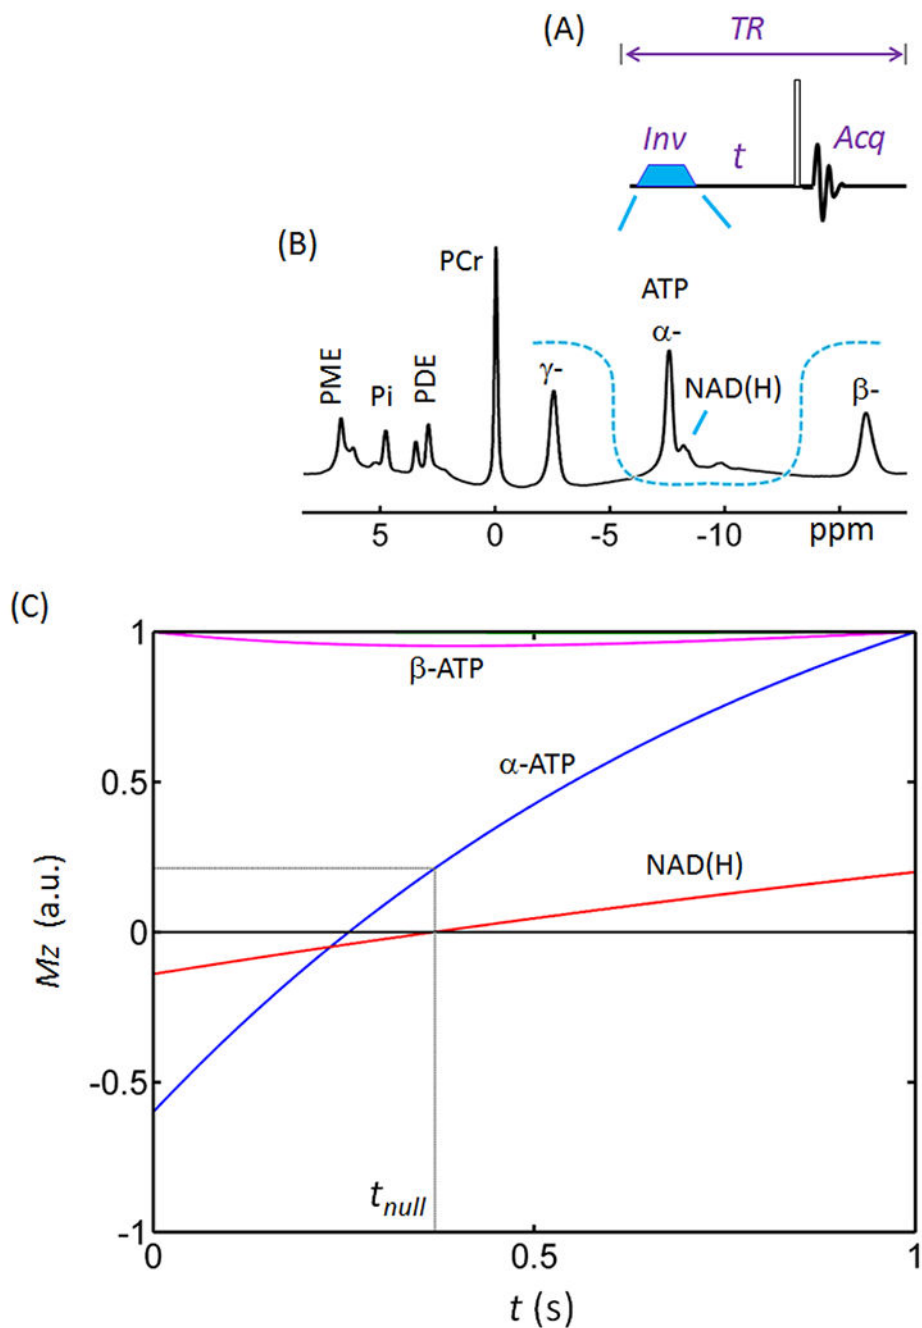 (A)
TR
Inv
t
Acq
(B)
PCr
ATP
α-
PME
Pi
PDE
γ-
NAD(H)
β-
5 0 -5 -10 ppm
(C)
1
β-ATP
α-ATP
0.5
NAD(H)
Mz (a.u.)
0
-0.5
tnull
-1
0 0.5 1
t (s)